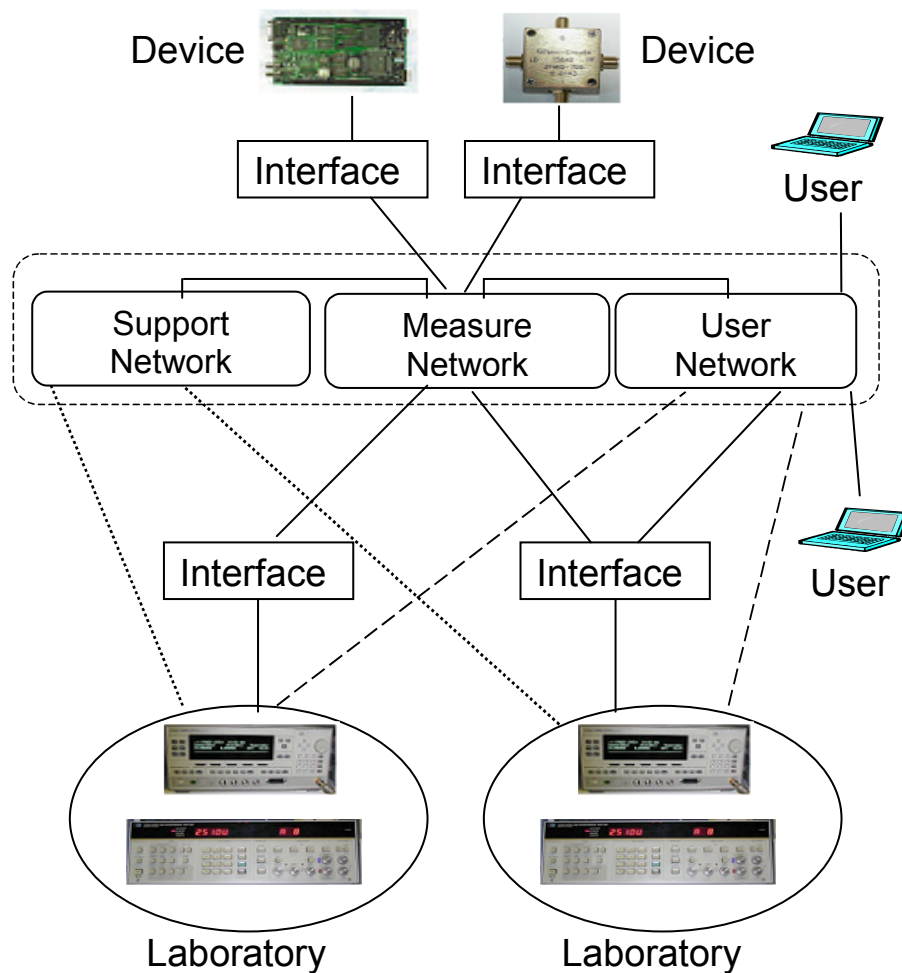 Device
Device
Interface
Interface
User
Support
Network
Measure
Network
User
Network
Interface
Interface
User
Laboratory
Laboratory